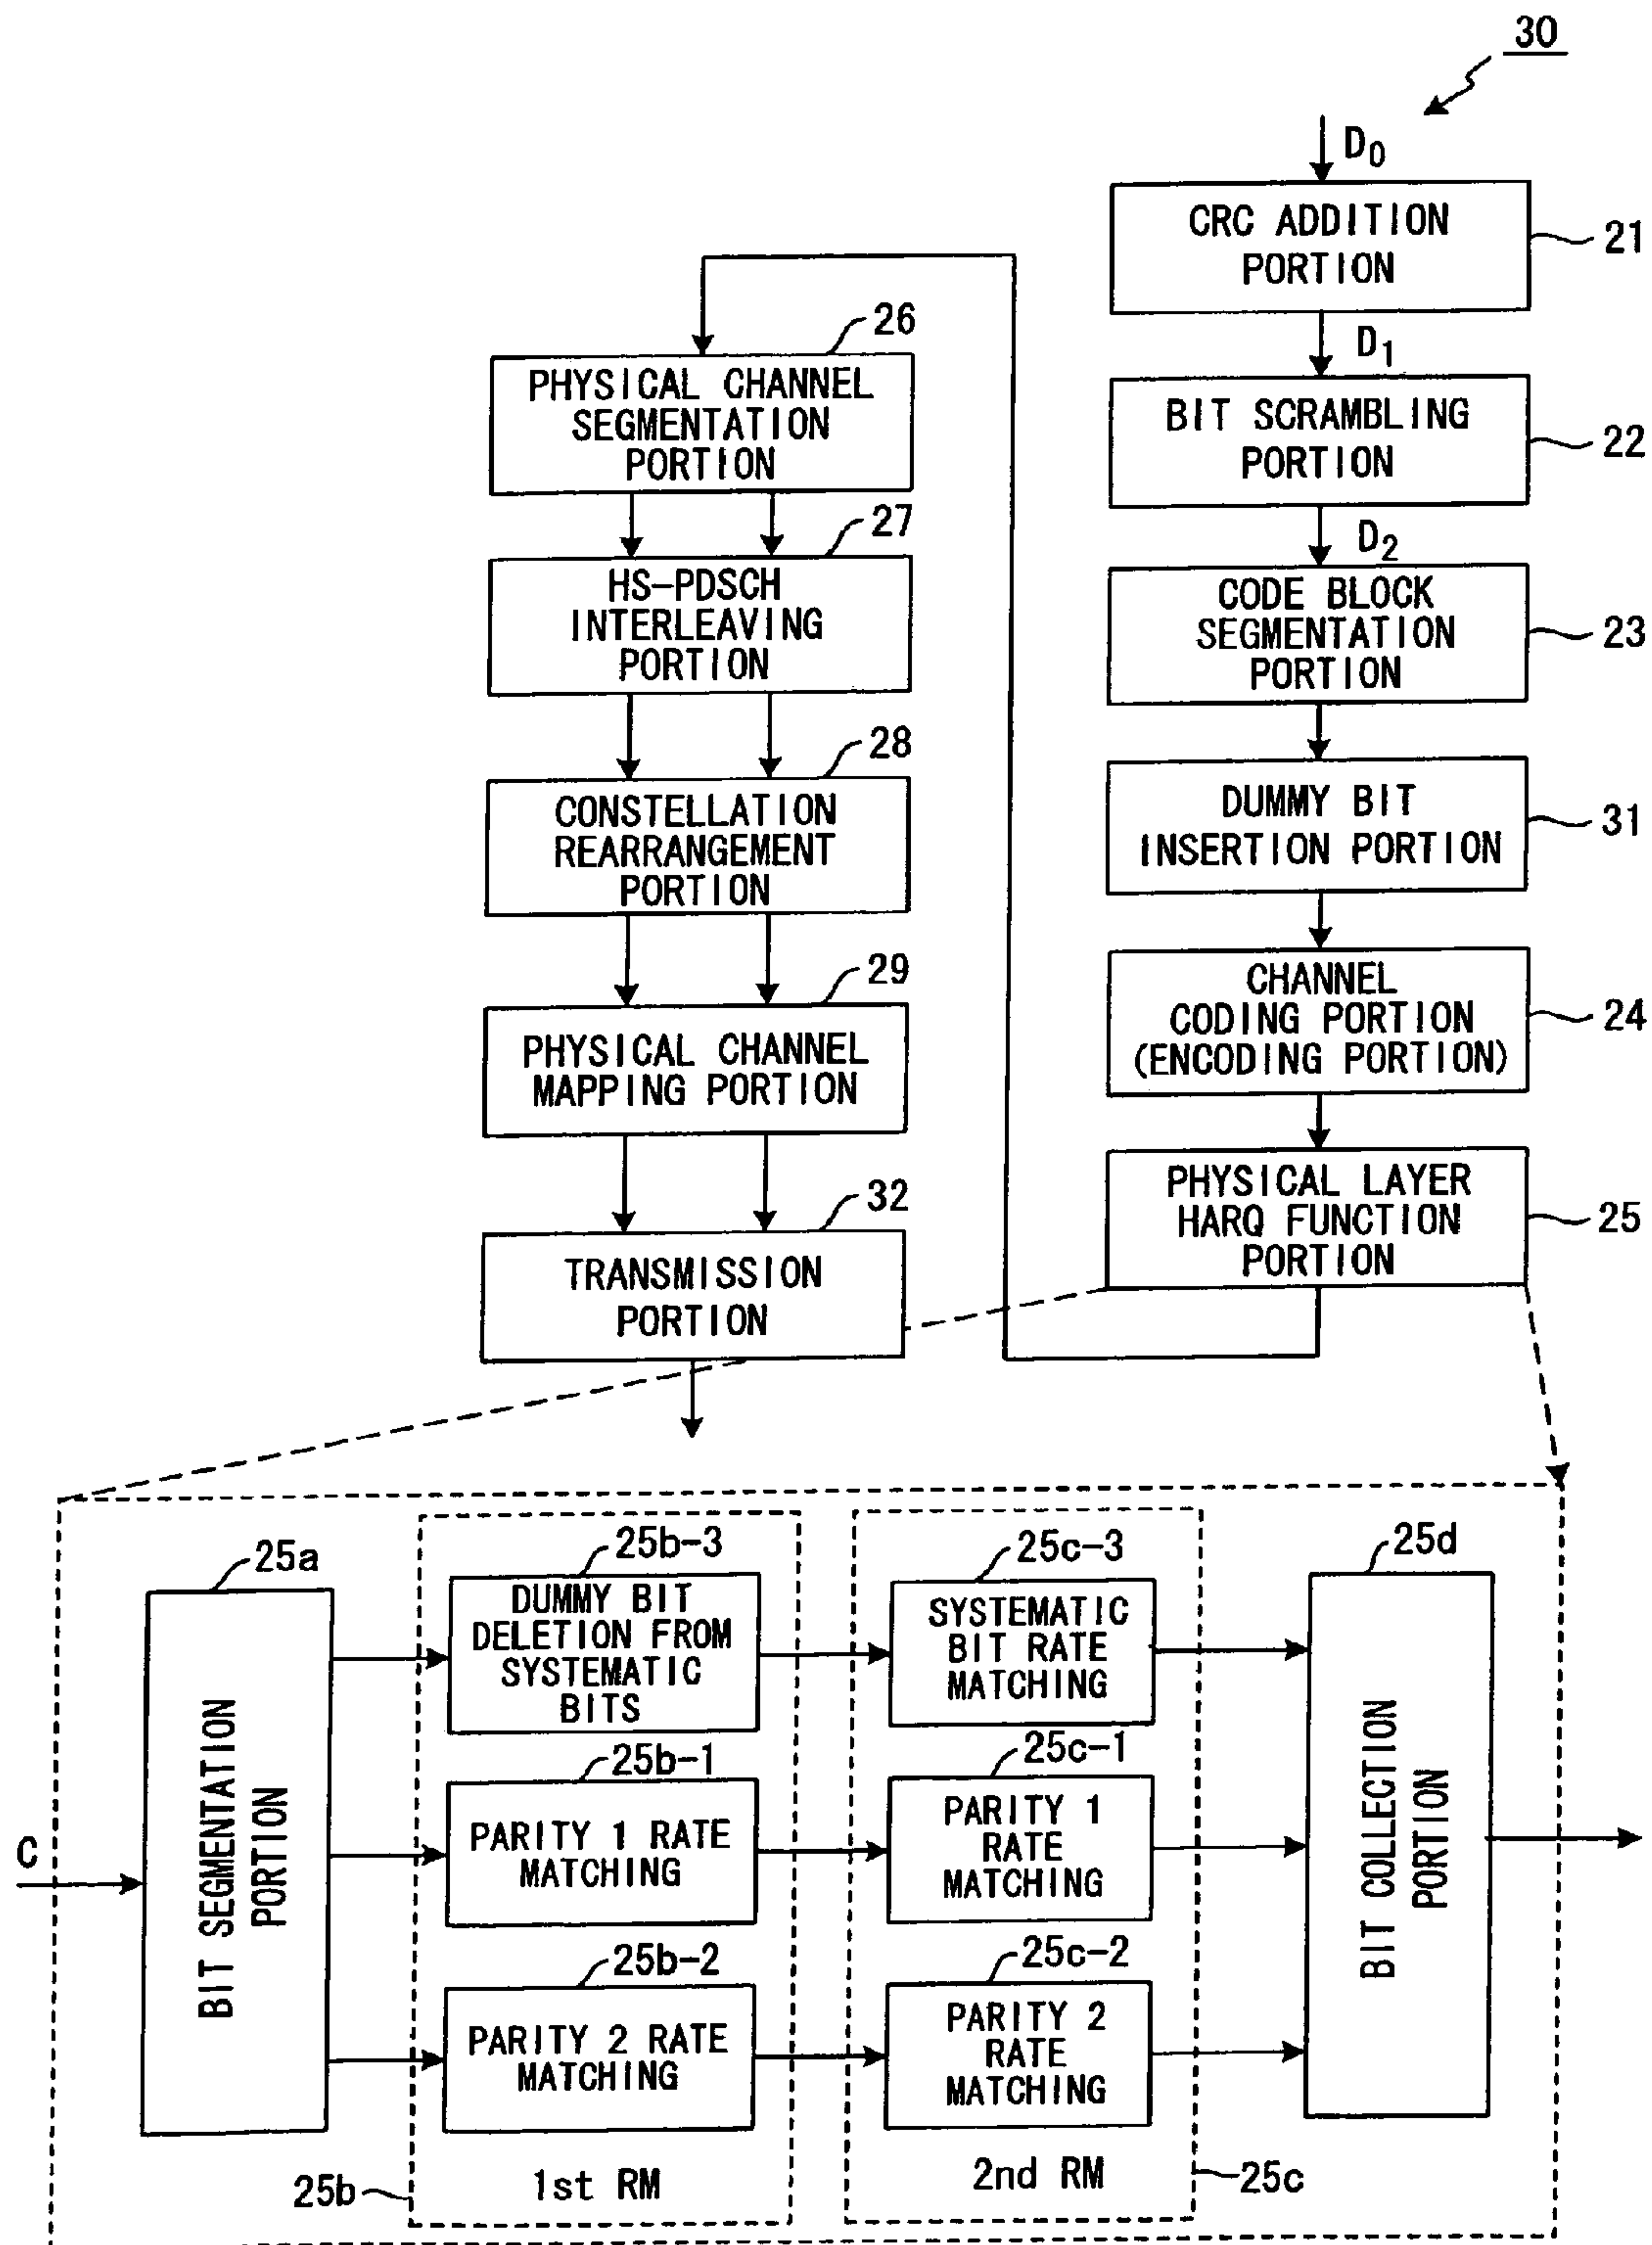 30
D0
CRC ADDITION
PORTION
21
D1
BIT SCRAMBLING
PORTION
22
D2
CODE BLOCK
SEGMENTATION
PORTION
23
DUMMY BIT
INSERTION PORTION
31
CHANNEL
CODING PORTION
(ENCODING PORTION)
24
PHYSICAL LAYER
HARQ FUNCTION
PORTION
25
26
PHYSICAL CHANNEL
SEGMENTATION
PORTION
27
HS-PDSCH
INTERLEAVING
PORTION
28
CONSTELLATION
REARRANGEMENT
PORTION
29
PHYSICAL CHANNEL
MAPPING PORTION
32
TRANSMISSION
PORTION
C
25a
BIT SEGMENTATION
PORTION
25b-3
DUMMY BIT
DELETION FROM
SYSTEMATIC
BITS
25b-1
PARITY 1 RATE
MATCHING
25b-2
PARITY 2 RATE
MATCHING
25b
1st RM
25c-3
SYSTEMATIC
BIT RATE
MATCHING
25c-1
PARITY 1
RATE
MATCHING
25c-2
PARITY 2
RATE
MATCHING
2nd RM
25c
25d
BIT COLLECTION
PORTION